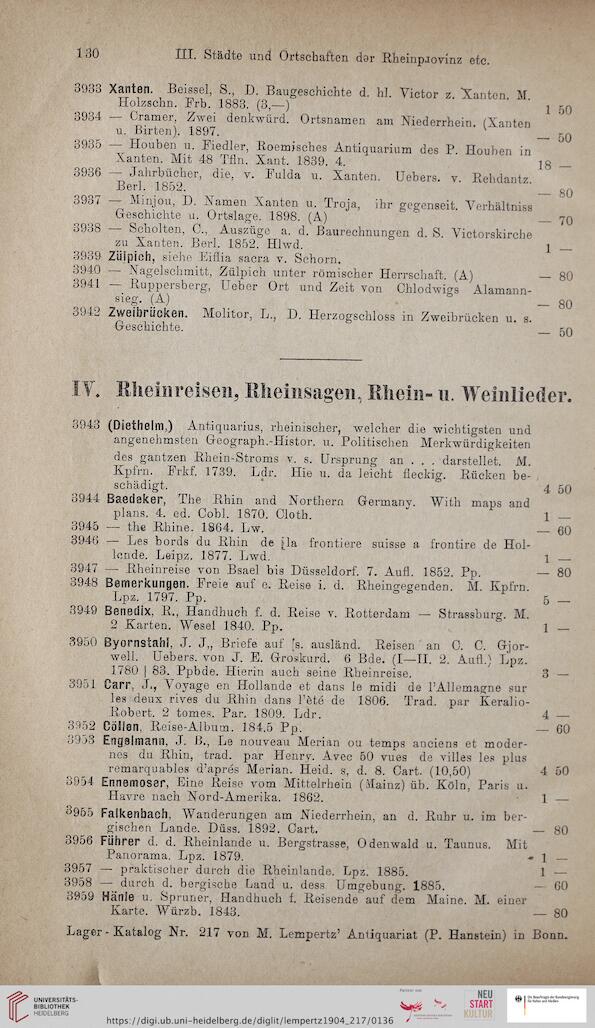 130 III. Städte und Ortschaften der Rheinprovinz etc.
3933 Xanten. Beissel, S., D. Baugeschichte d. hl. Victor z. Xanten. M.
Holzschn. Frb. 1883. (3,—) 1 50
3934 — Cramer, Zwei denkwürd. Ortsnamen am Niederrhein. (Xanten
u. Birten). 1897. — 50
3935 — Houben u. Fiedler, Roemisches Antiquarium des P. Houben in
Xanten. Mit 48 Tfln. Xant. 1839. 4. 18 —
3936 — Jahrbücher, die, v. Fulda u. Xanten. Uebers. v. Rehdantz.
Berl. 1852. — 80
3937 — Minjou, D. Namen Xanten u. Troja, ihr gegenseit. Verhältniss
Geschichte u. Ortslage. 1898. (A) — 70
3938 — Scholten, C., Auszüge a. d. Baurechnungen d. S. Victorskirche
zu Xanten. Berl. 1852. Hlwd. 1 —
3939 Zülpich, siehe Eiflia sacra v. Schorn.
3940 — Nagelschmitt, Zülpich unter römischer Herrschaft. (A) — 80
3941 — Ruppersberg, Ueber Ort und Zeit von Chlodwigs Alamann-
sieg. (A) — 80
3942 Zweibrücken. Molitor, L., D. Herzogschloss in Zweibrücken u. s.
Geschichte. — 50
IV. Rheinreisen, Rheinsagen, Rhein- u. Weinlieder.
3943 (Diethelm,) Antiquarius, rheinischer, welcher die wichtigsten und
angenehmsten Geograph.-Histor. u. Politischen Merkwürdigkeiten
des gantzen Rhein-Stroms v. s. Ursprung an . . . darstellet. M.
Kpfrn. Frkf. 1739. Ldr. Hie u. da leicht fleckig. Rücken be-
schädigt. 4 50
3944 Baedeker, The Rhin and Northern Germany. With maps and
plans. 4. ed. Cobl. 1870. Cloth. 1 —
3945 — the Rhine. 1864. Lw. — 60
3946 — Les bords du Rhin de la frontiere suisse a frontire de Hol-
lande. Leipz. 1877. Lwd. 1 —
3947 — Rheinreise von Bsael bis Düsseldorf. 7. Aufl. 1852. Pp. — 80
3948 Bemerkungen. Freie auf e. Reise i. d. Rheingegenden. M. Kpfrn.
Lpz. 1797. Pp. 5 —
3949 Benedix, R., Handhuch f. d. Reise v. Rotterdam — Strassburg. M.
2 Karten. Wesel 1840. Pp. 1 —
3950 Byornstahl, J. J., Briefe auf s. ausländ. Reisen an C. C. Gjor-
well. Uebers. von J. E. Groskurd. 6 Bde. (I—II. 2. Aufl.) Lpz.
1780 | 83. Ppbde. Hierin auch seine Rheinreise. 3 —
3951 Carr, J., Voyage en Hollande et dans le midi de l'Allemagne sur
les deux rives du Rhin dans l'èté de 1806. Trad. par Keralio-
Robert. 2 tomes. Par. 1809. Ldr. 4 —
3952 Cöllen, Reise-Album. 184.5 Pp. — 60
3953 Engelmann, J. B., Le nouveau Merian ou temps anciens et moder-
nes du Rhin, trad. par Henry. Avec 50 vues de villes les plus
remarquables d'aprés Merian. Heid. s, d. 8. Cart. (10,50) 4 50
3954 Ennemoser, Eine Reise vom Mittelrhein (Mainz) üb. Köln, Paris u.
Havre nach Nord-Amerika. 1862. 1 —
3955 Falkenbach, Wanderungen am Niederrhein, an d. Ruhr u. im ber-
gischen Lande. Düss. 1892. Cart. — 80
3956 Führer d. d. Rheinlande u. Bergstrasse, Odenwald u. Taunus. Mit
Panorama. Lpz. 1879. 1 —
3957 — praktischer durch die Rheinlande. Lpz. 1885. 1 —
3958 — durch d. bergische Land u. dess Umgebung. 1885. — 60
3959 Hänle u. Spruner, Handhuch f. Reisende auf dem Maine. M. einer
Karte. Würzb. 1843. — 80
Lager-Katalog Nr. 217 von M. Lempertz' Antiquariat (P. Hanstein) in Bonn.
UNIVERSITÄTS-
BIBLIOTHEK
HEIDELBERG
https://digi.ub.uni-heidelberg.de/diglit/lempertz1904_217/0136
NEU
START
KULTUR